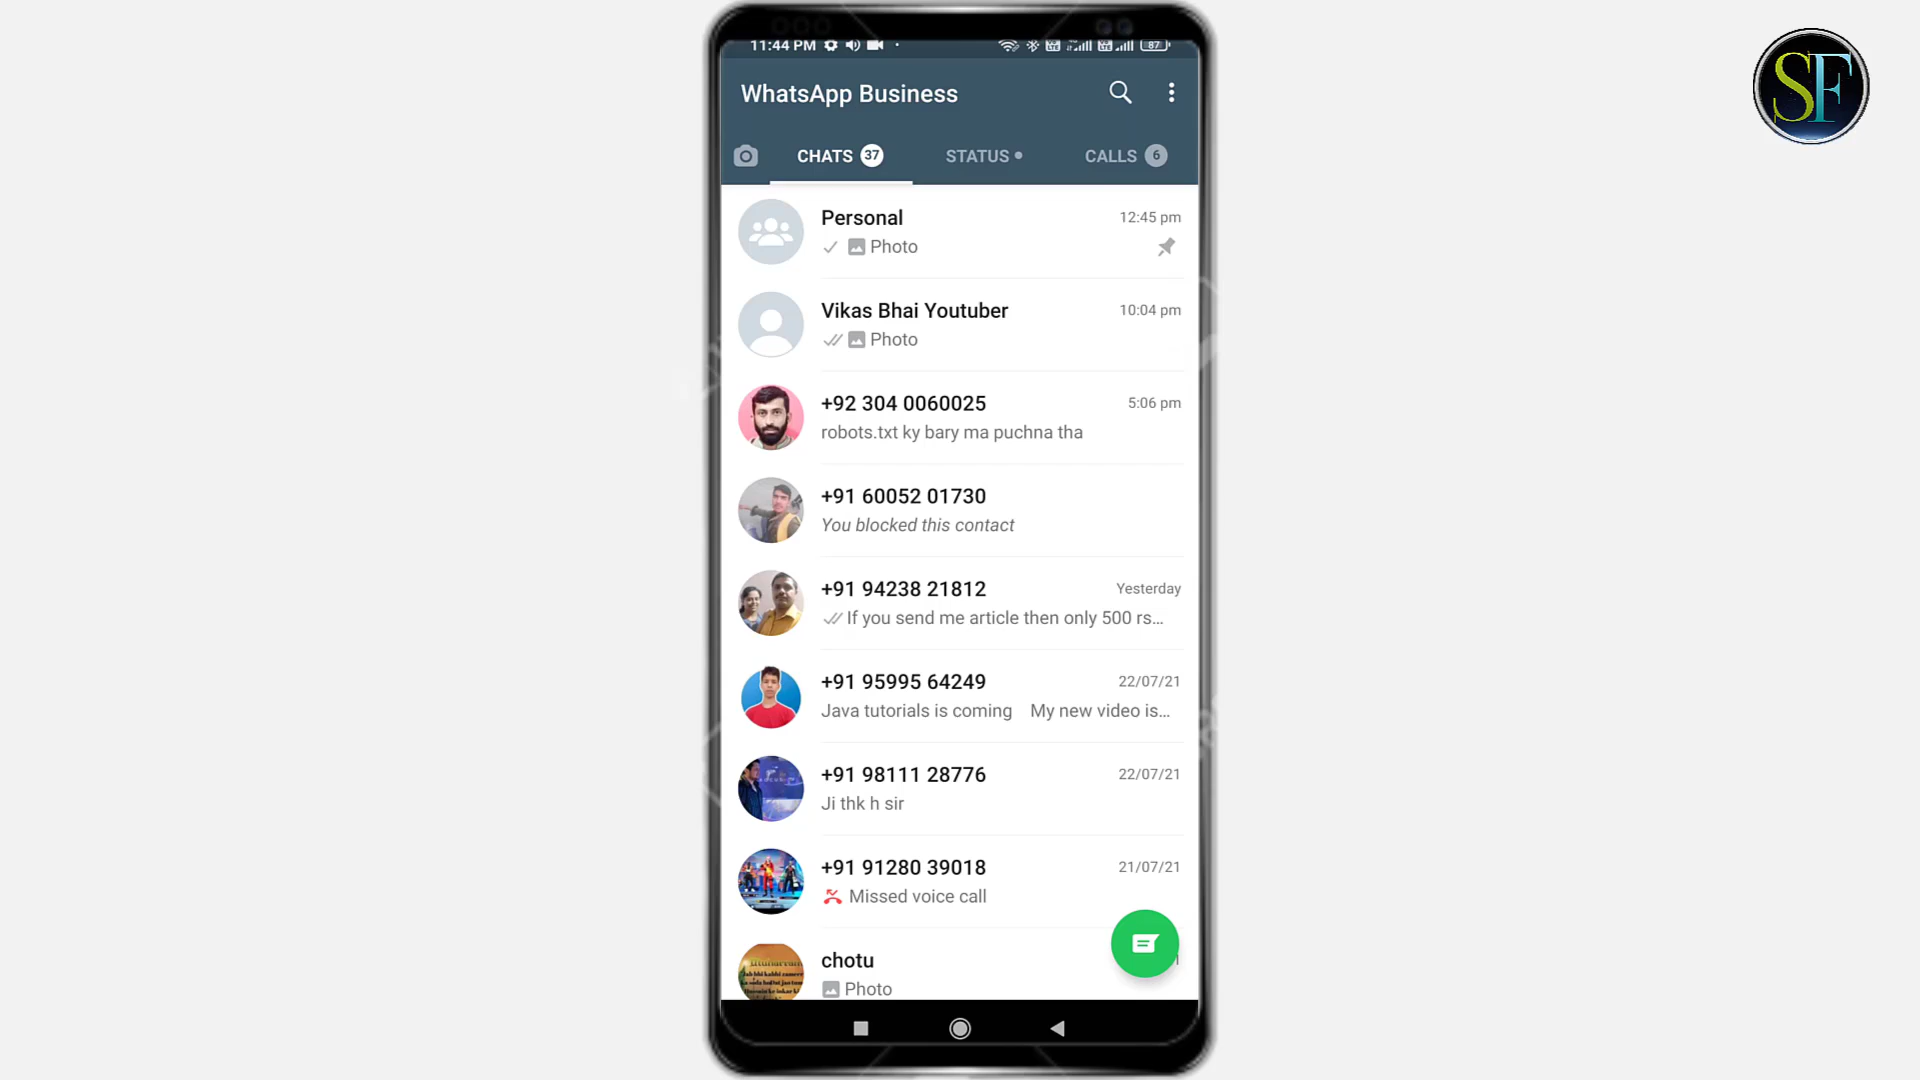 11:44 PM
87
SF
WhatsApp Business
CHATS 37
STATUS
CALLS 6
Personal
12:45 pm
Photo
Vikas Bhai Youtuber
10:04 pm
Photo
+92 304 0060025
5:06 pm
robots.txt ky bary ma puchna tha
+91 60052 01730
You blocked this contact
+91 94238 21812
Yesterday
If you send me article then only 500 rs...
+91 95995 64249
22/07/21
Java tutorials is coming My new video is...
+91 98111 28776
22/07/21
Ji thk h sir
+91 91280 39018
21/07/21
Missed voice call
chotu
Photo